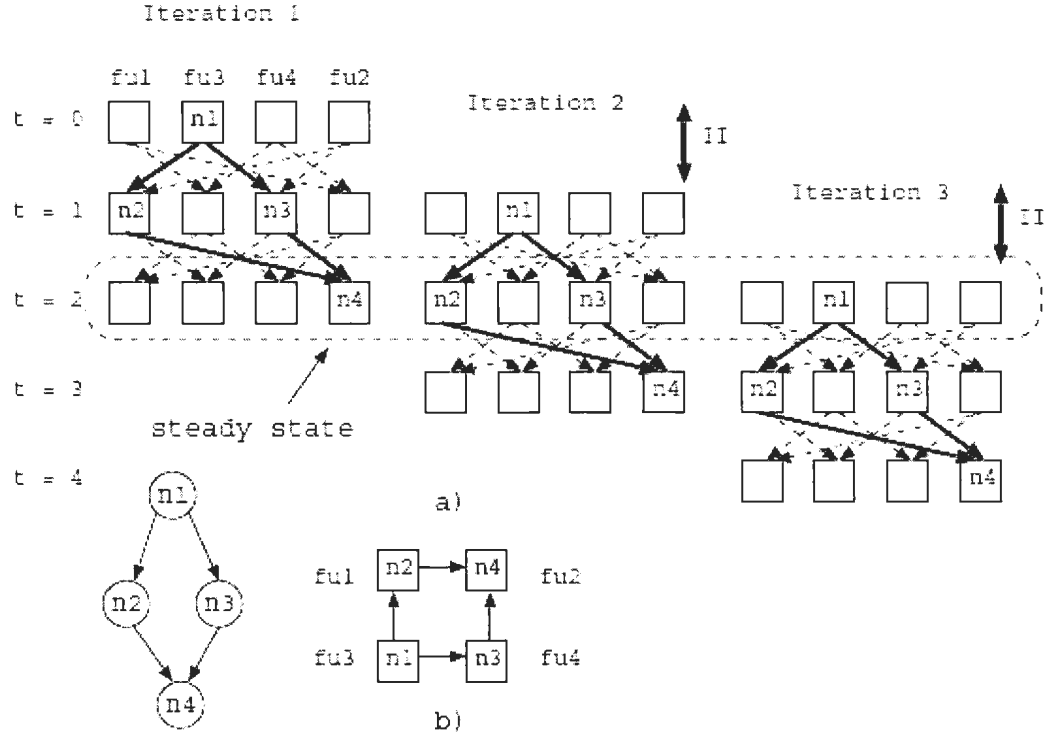 Iteration 1
fu1 fu3 fu4 fu2
Iteration 2
t = 0
n1
II
Iteration 3
t = 1
n2 n3
n1
II
t = 2
n4
n2 n3
n1
t = 3
n4
n2 n3
steady state
t = 4
n4
n1
a)
fu1 n2 n4 fu2
n2 n3
fu3 n1 n3 fu4
n4
b)